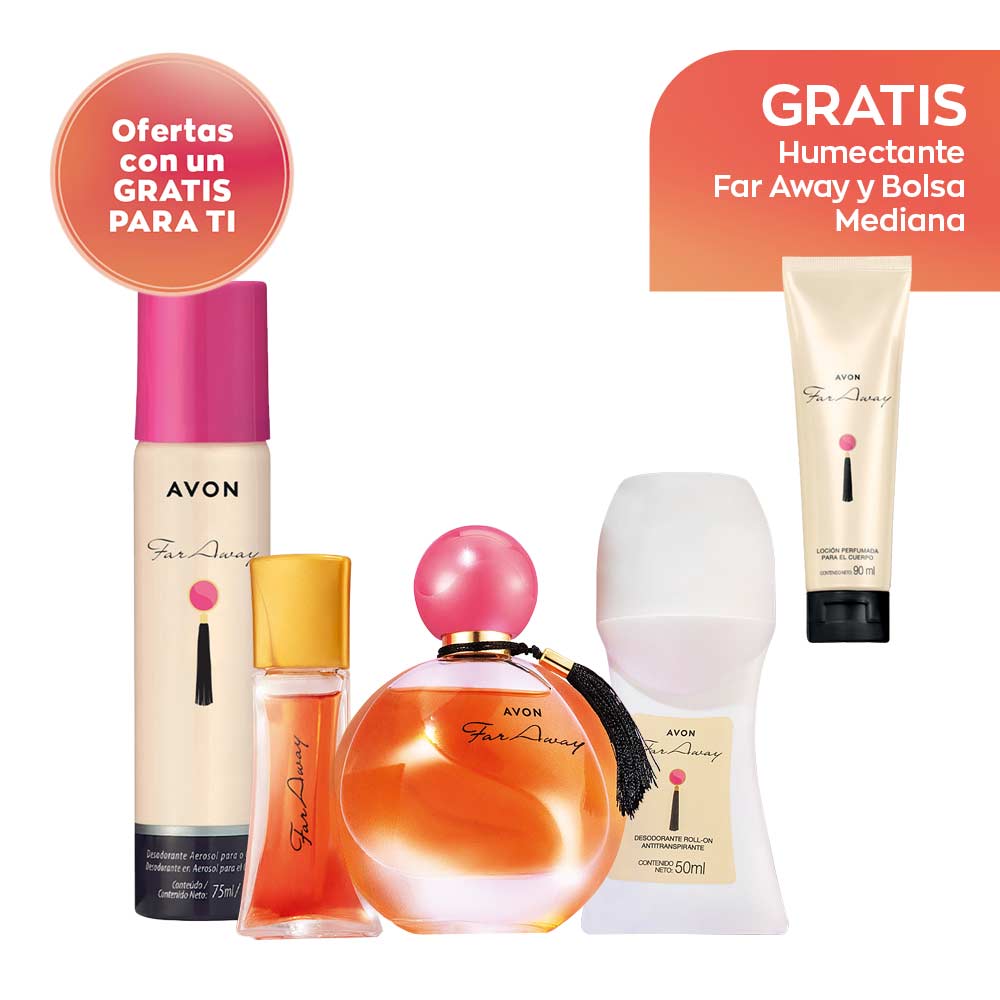 Ofertas
con un
GRATIS
PARA TI
GRATIS
Humectante
Far Away y Bolsa
Mediana
AVON
Far Away
LOCIÓN PERFUMADA
PARA EL CUERPO
CONTENIDO NETO: 90 ml
AVON
Far Away
Desodorante Aerosol para o
Desodorante en Aerosol para el
Conteúdo /
Contenido Neto: 75ml/
Far Away
AVON
Far Away
AVON
Far Away
DESODORANTE ROLL-ON
ANTITRANSPIRANTE
CONTENIDO
NETO: 50ml